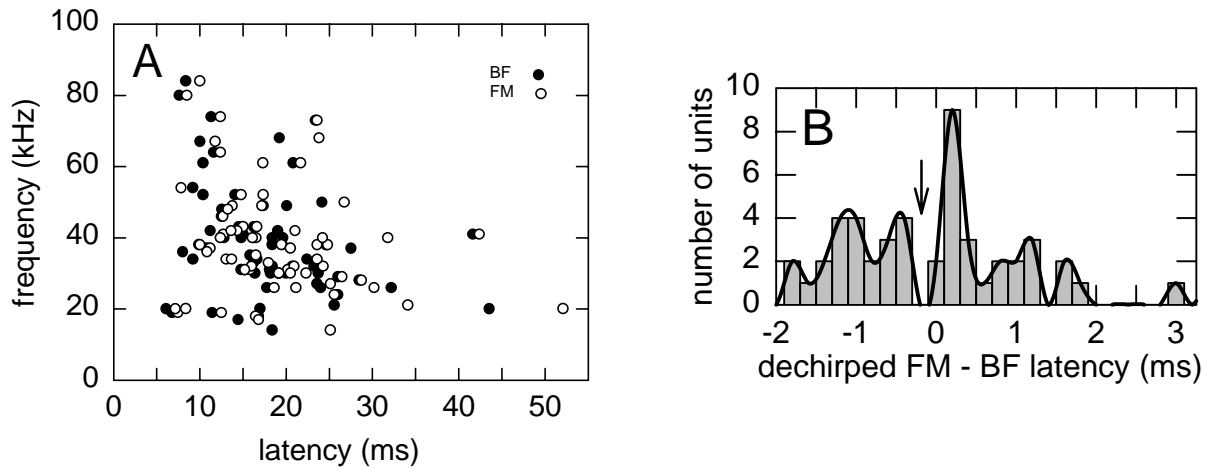 A
BF
FM
100
80
60
40
20
0
frequency (kHz)
0 10 20 30 40 50
latency (ms)
B
10
8
6
4
2
0
number of units
-2 -1 0 1 2 3
dechirped FM - BF latency (ms)